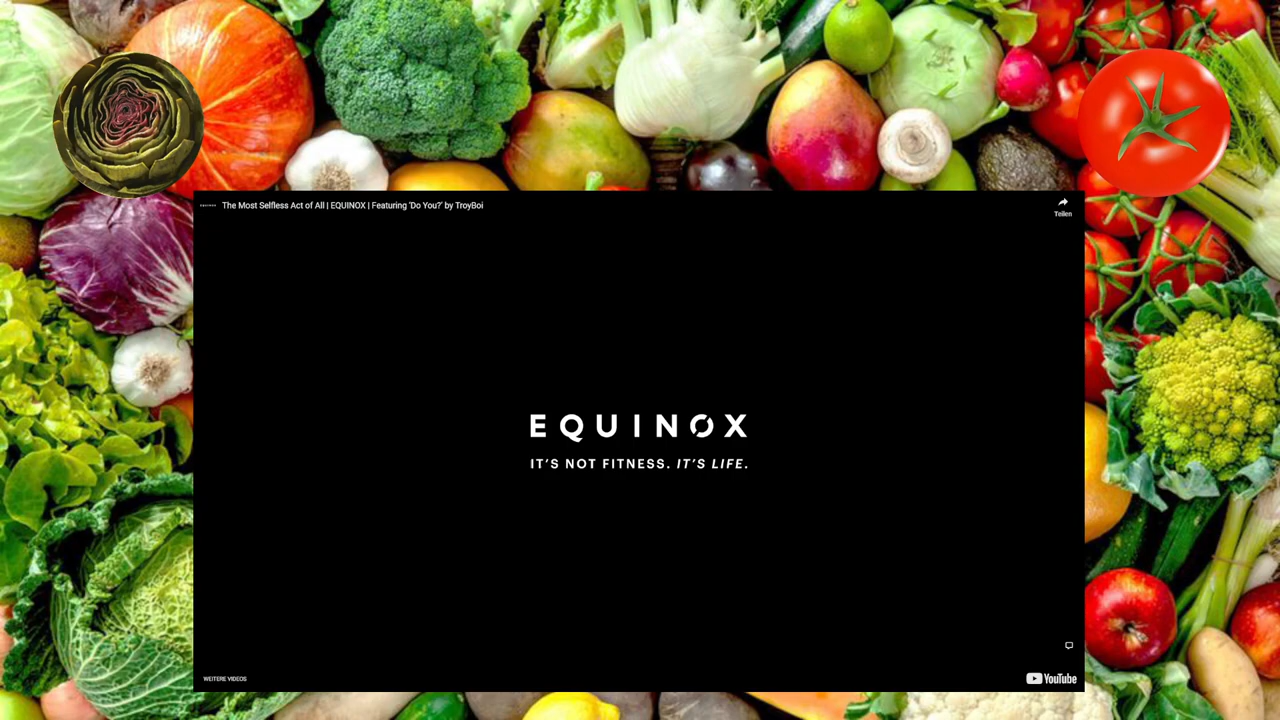 The Most Selfless Act of All | EQUINOX | Featuring 'Do You?' by TroyBoi
Teilen
EQUINOX
IT'S NOT FITNESS. IT'S LIFE.
WEITERE VIDEOS
YouTube